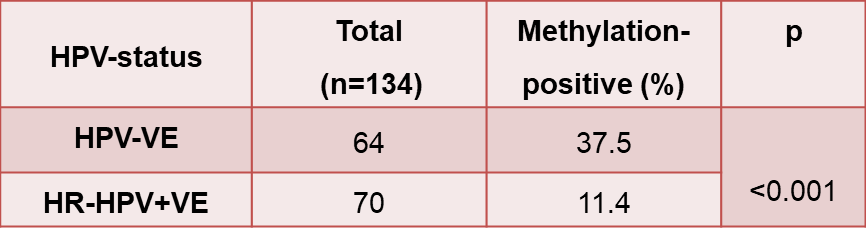 HPV-status
Total
(n=134)
Methylation-
positive (%)
p
HPV-VE
64
37.5
<0.001
HR-HPV+VE
70
11.4